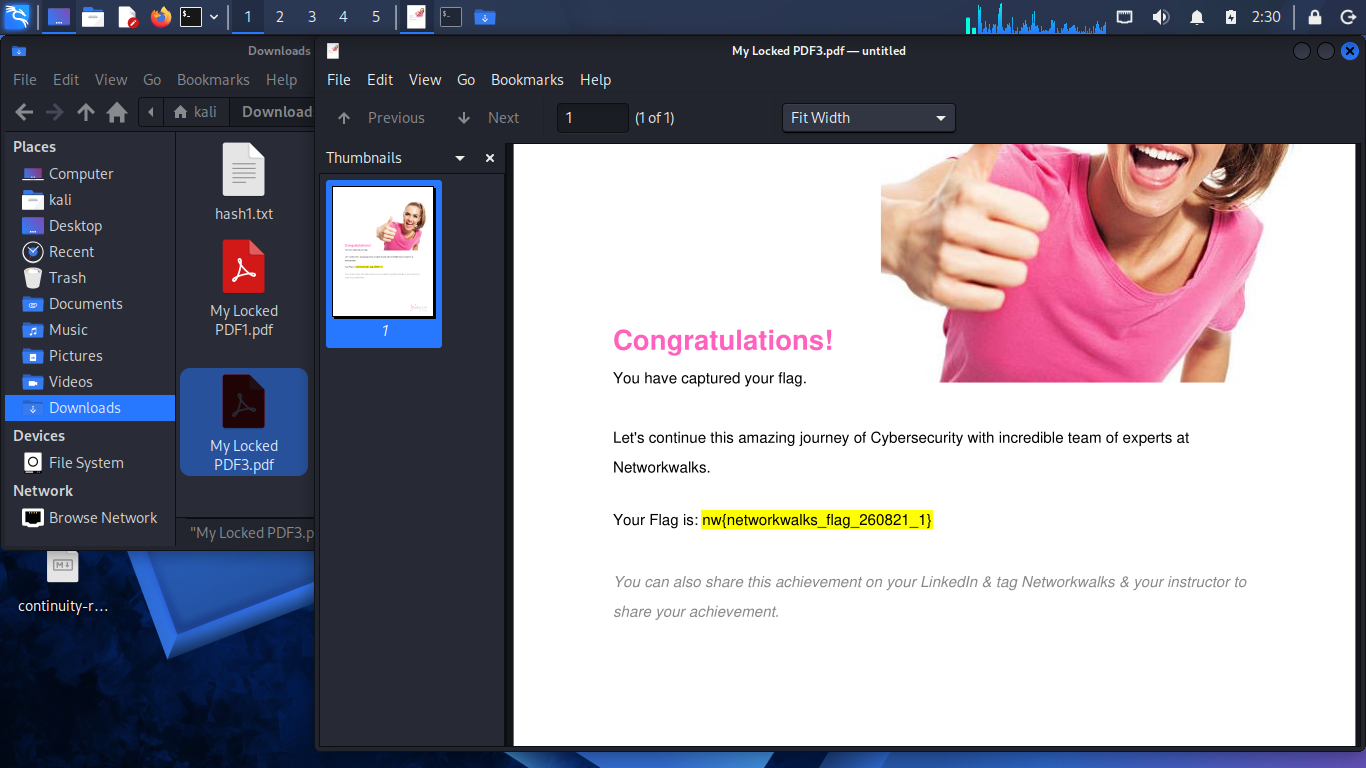 1 2 3 4 5 2:30
Downloads
File Edit View Go Bookmarks Help
kali Download
Places
Computer
kali
Desktop
Recent
Trash
Documents
Music
Pictures
Videos
Downloads
Devices
File System
Network
Browse Network
hash1.txt
My Locked
PDF1.pdf
My Locked
PDF3.pdf
"My Locked PDF3.p
continuity-r...
My Locked PDF3.pdf — untitled
File Edit View Go Bookmarks Help
Previous Next 1 (1 of 1) Fit Width
Thumbnails
1
Congratulations!
You have captured your flag.
Let's continue this amazing journey of Cybersecurity with incredible team of experts at
Networkwalks.
Your Flag is: nw{networkwalks_flag_260821_1}
You can also share this achievement on your LinkedIn & tag Networkwalks & your instructor to
share your achievement.